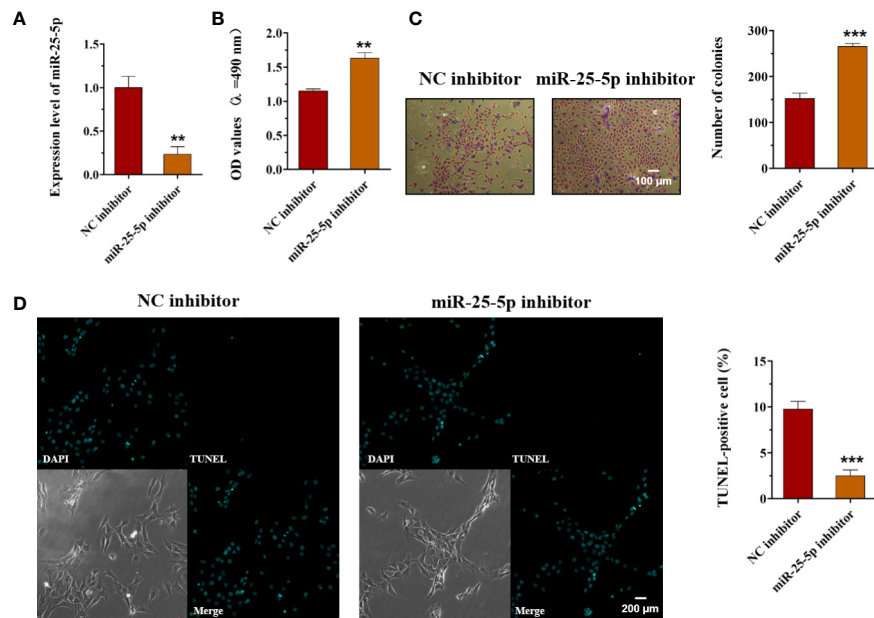 A
Expression level of miR-25-5p
1.5
1.0
0.5
0.0
**
NC inhibitor
miR-25-5p inhibitor
B
OD values （λ =490 nm）
2.0
1.5
1.0
0.5
0.0
**
NC inhibitor
miR-25-5p inhibitor
C
NC inhibitor
miR-25-5p inhibitor
100 μm
Number of colonies
300
200
100
0
***
NC inhibitor
miR-25-5p inhibitor
D
NC inhibitor
miR-25-5p inhibitor
DAPI
TUNEL
Merge
DAPI
TUNEL
Merge
200 μm
TUNEL-positive cell (%)
15
10
5
0
***
NC inhibitor
miR-25-5p inhibitor